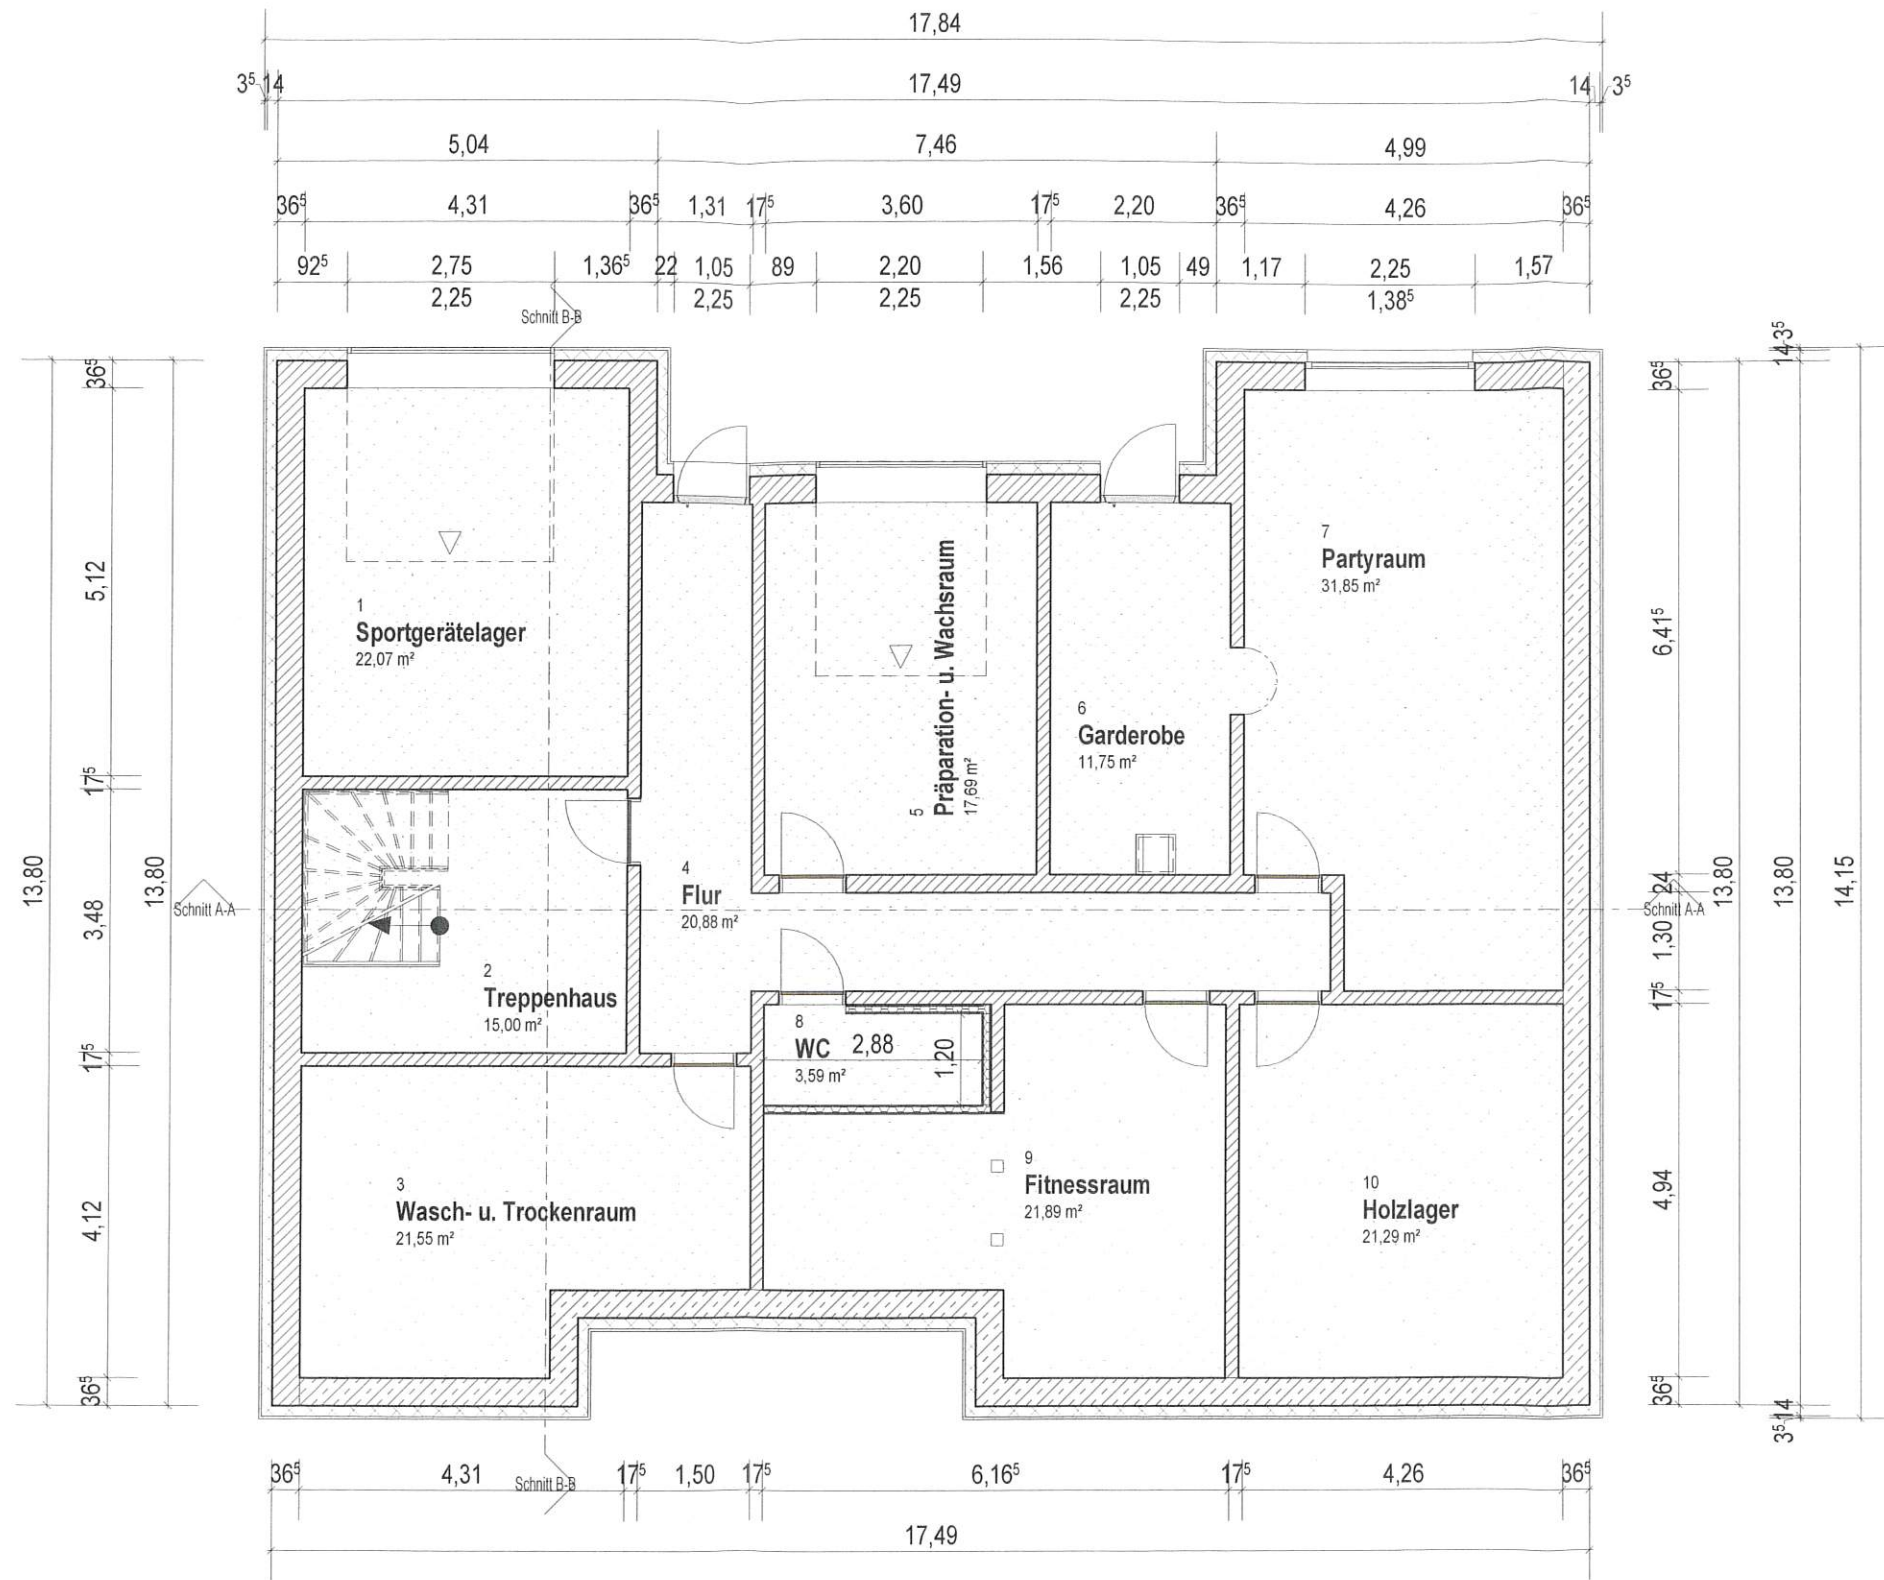 17,84
3⁵ 14 17,49 14 3⁵
5,04 7,46 4,99
36⁵ 4,31 36⁵ 1,31 17⁵ 3,60 17⁵ 2,20 36⁵ 4,26 36⁵
92⁵ 2,75 1,36⁵ 22 1,05 89 2,20 1,56 1,05 49 1,17 2,25 1,57
2,25 2,25 2,25 2,25 1,38⁵
Schnitt B-B
13,80
36⁵
5,12
17⁵
3,48
17⁵
4,12
36⁵
13,80
Schnitt A-A
1
Sportgerätelager
22,07 m²
2
Treppenhaus
15,00 m²
3
Wasch- u. Trockenraum
21,55 m²
4
Flur
20,88 m²
5
Präparation- u. Wachsraum
17,69 m²
6
Garderobe
11,75 m²
7
Partyraum
31,85 m²
8
WC 2,88
3,59 m²
1,20
9
Fitnessraum
21,89 m²
10
Holzlager
21,29 m²
Schnitt A-A
36⁵
6,41⁵
24
1,30
17⁵
4,94
36⁵
13,80
14 3⁵
13,80
3⁵ 14
14,15
36⁵ 4,31 17⁵ 1,50 17⁵ 6,16⁵ 17⁵ 4,26 36⁵
Schnitt B-B
17,49